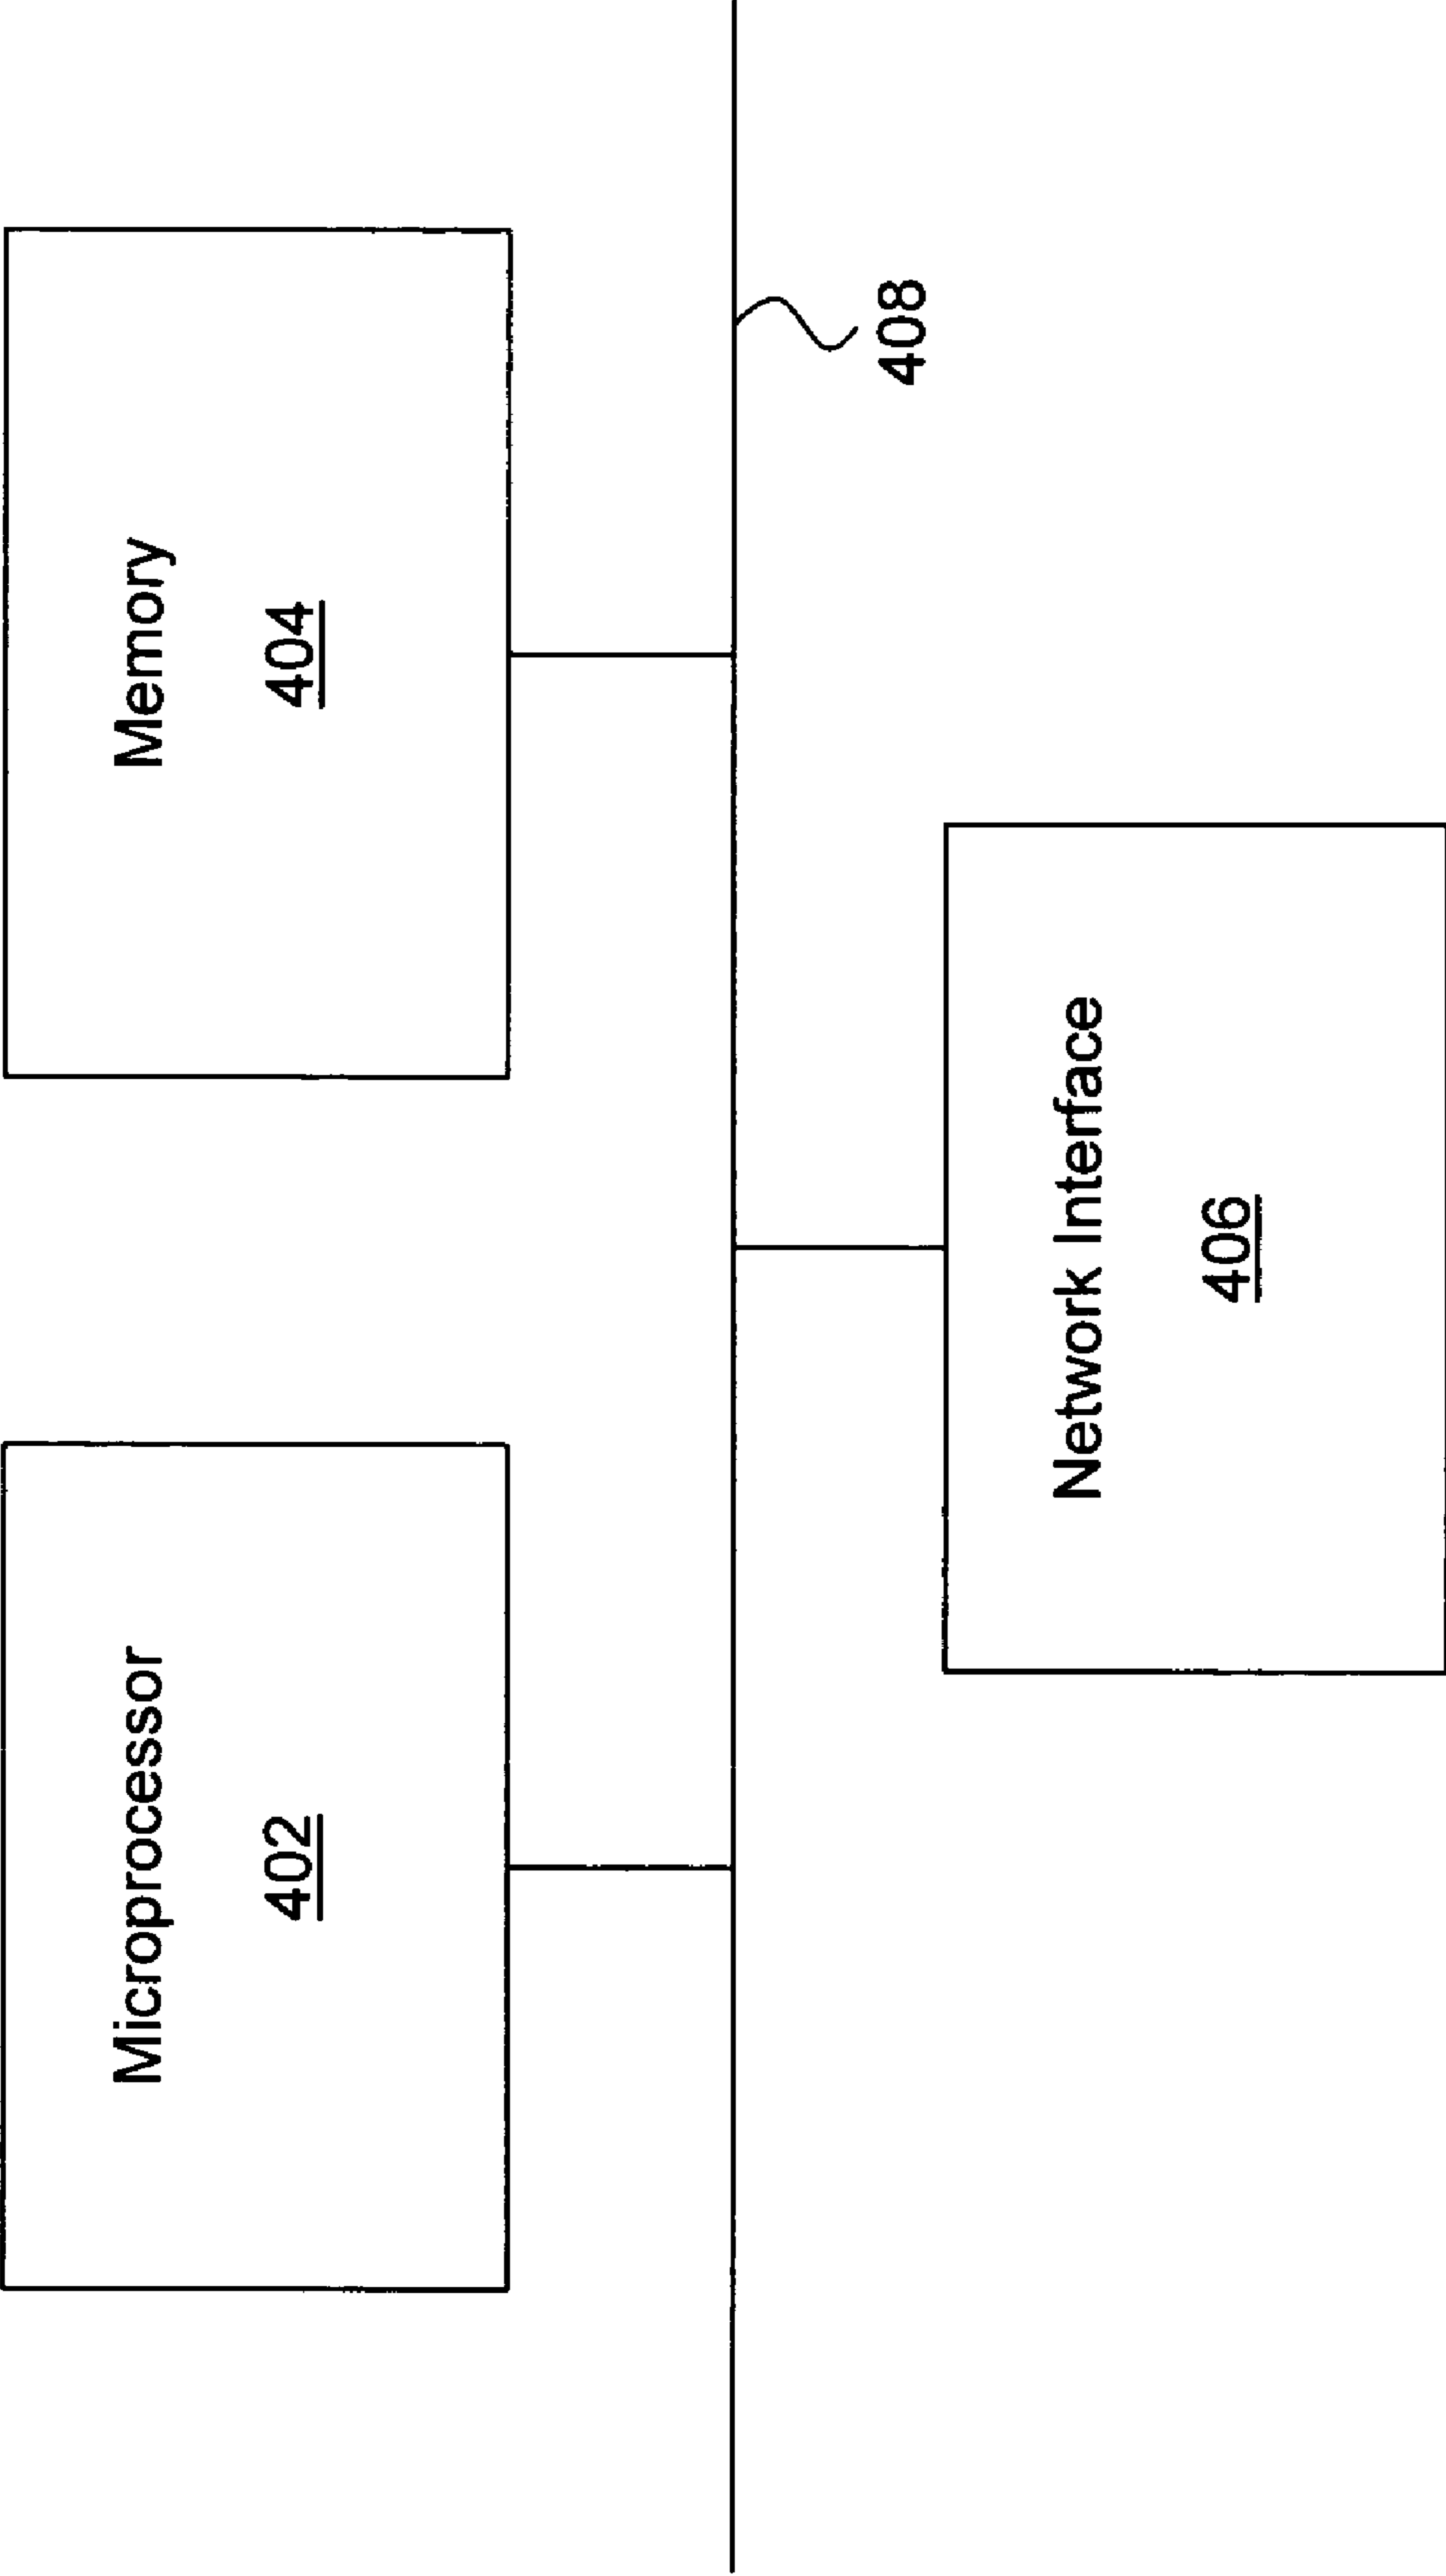 Microprocessor
402
Memory
404
408
Network Interface
406